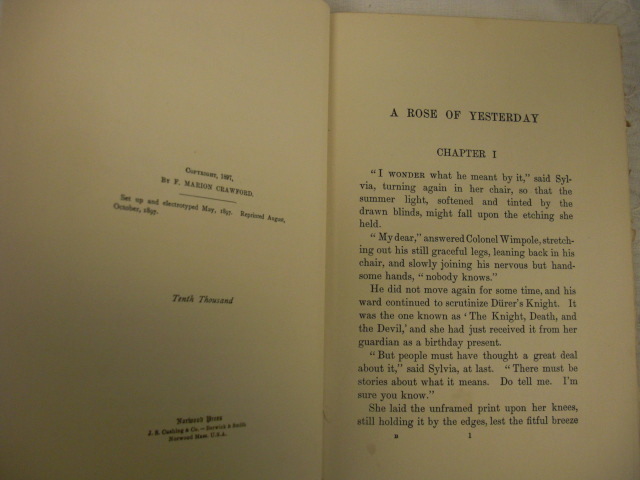 COPYRIGHT, 1897,
BY F. MARION CRAWFORD.
Set up and electrotyped May, 1897. Reprinted August,
October, 1897.
Tenth Thousand
Norwood Press
J. S. Cushing & Co. – Berwick & Smith
Norwood Mass. U.S.A.
A ROSE OF YESTERDAY
CHAPTER I
“I WONDER what he meant by it,” said Syl-
via, turning again in her chair, so that the
summer light, softened and tinted by the
drawn blinds, might fall upon the etching she
held.
“My dear,” answered Colonel Wimpole, stretch-
ing out his still graceful legs, leaning back in his
chair, and slowly joining his nervous but hand-
some hands, “nobody knows.”
He did not move again for some time, and his
ward continued to scrutinize Dürer's Knight. It
was the one known as ‘The Knight, Death, and
the Devil,’ and she had just received it from her
guardian as a birthday present.
“But people must have thought a great deal
about it,” said Sylvia, at last. “There must be
stories about what it means. Do tell me. I'm
sure you know.”
She laid the unframed print upon her knees,
still holding it by the edges, lest the fitful breeze
B 1